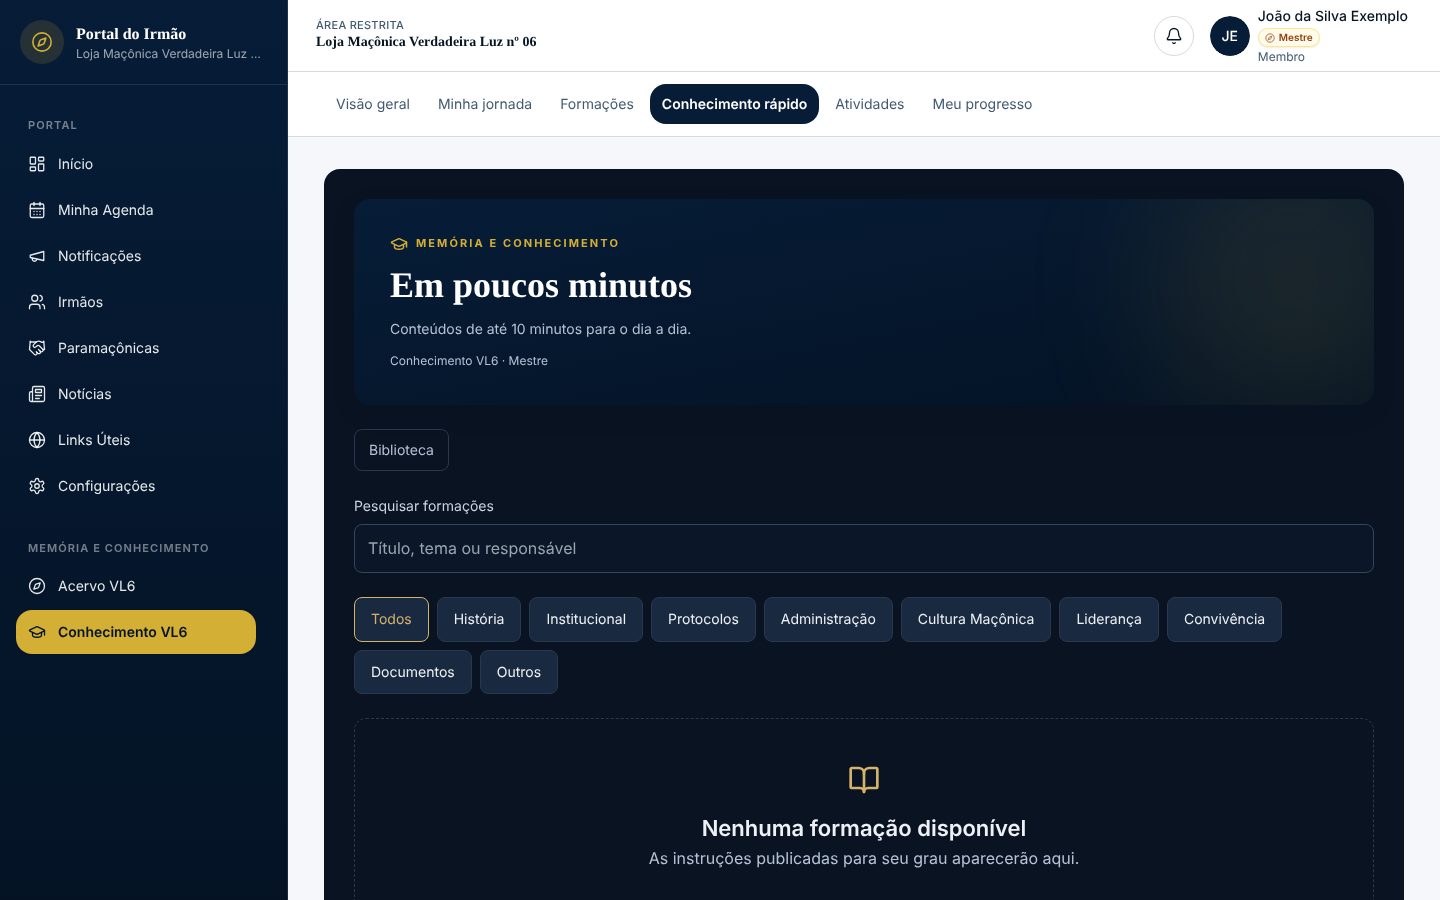 Portal do Irmão
Loja Maçônica Verdadeira Luz ...
PORTAL
Início
Minha Agenda
Notificações
Irmãos
Paramaçônicas
Notícias
Links Úteis
Configurações
MEMÓRIA E CONHECIMENTO
Acervo VL6
Conhecimento VL6
ÁREA RESTRITA
Loja Maçônica Verdadeira Luz nº 06
JE
João da Silva Exemplo
Mestre
Membro
Visão geral
Minha jornada
Formações
Conhecimento rápido
Atividades
Meu progresso
MEMÓRIA E CONHECIMENTO
Em poucos minutos
Conteúdos de até 10 minutos para o dia a dia.
Conhecimento VL6 · Mestre
Biblioteca
Pesquisar formações
Título, tema ou responsável
Todos
História
Institucional
Protocolos
Administração
Cultura Maçônica
Liderança
Convivência
Documentos
Outros
Nenhuma formação disponível
As instruções publicadas para seu grau aparecerão aqui.